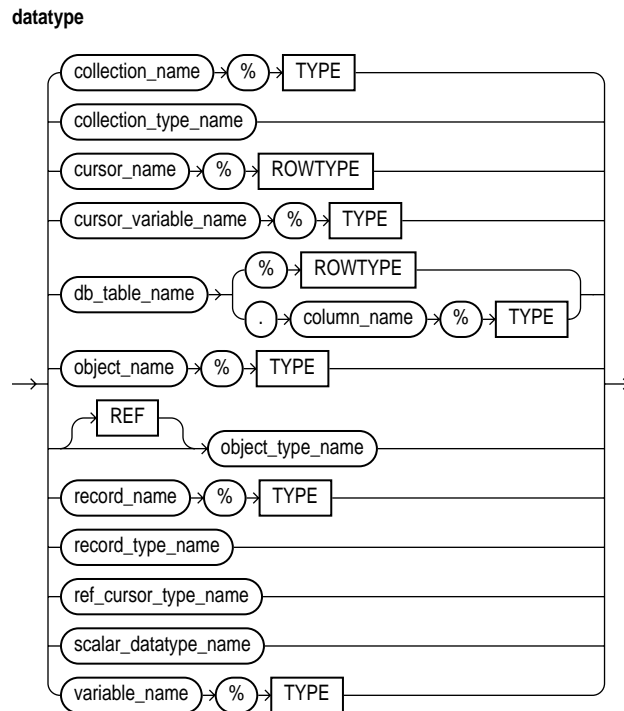 datatype
collection_name % TYPE
collection_type_name
cursor_name % ROWTYPE
cursor_variable_name % TYPE
% ROWTYPE
db_table_name
. column_name % TYPE
object_name % TYPE
REF
object_type_name
record_name % TYPE
record_type_name
ref_cursor_type_name
scalar_datatype_name
variable_name % TYPE